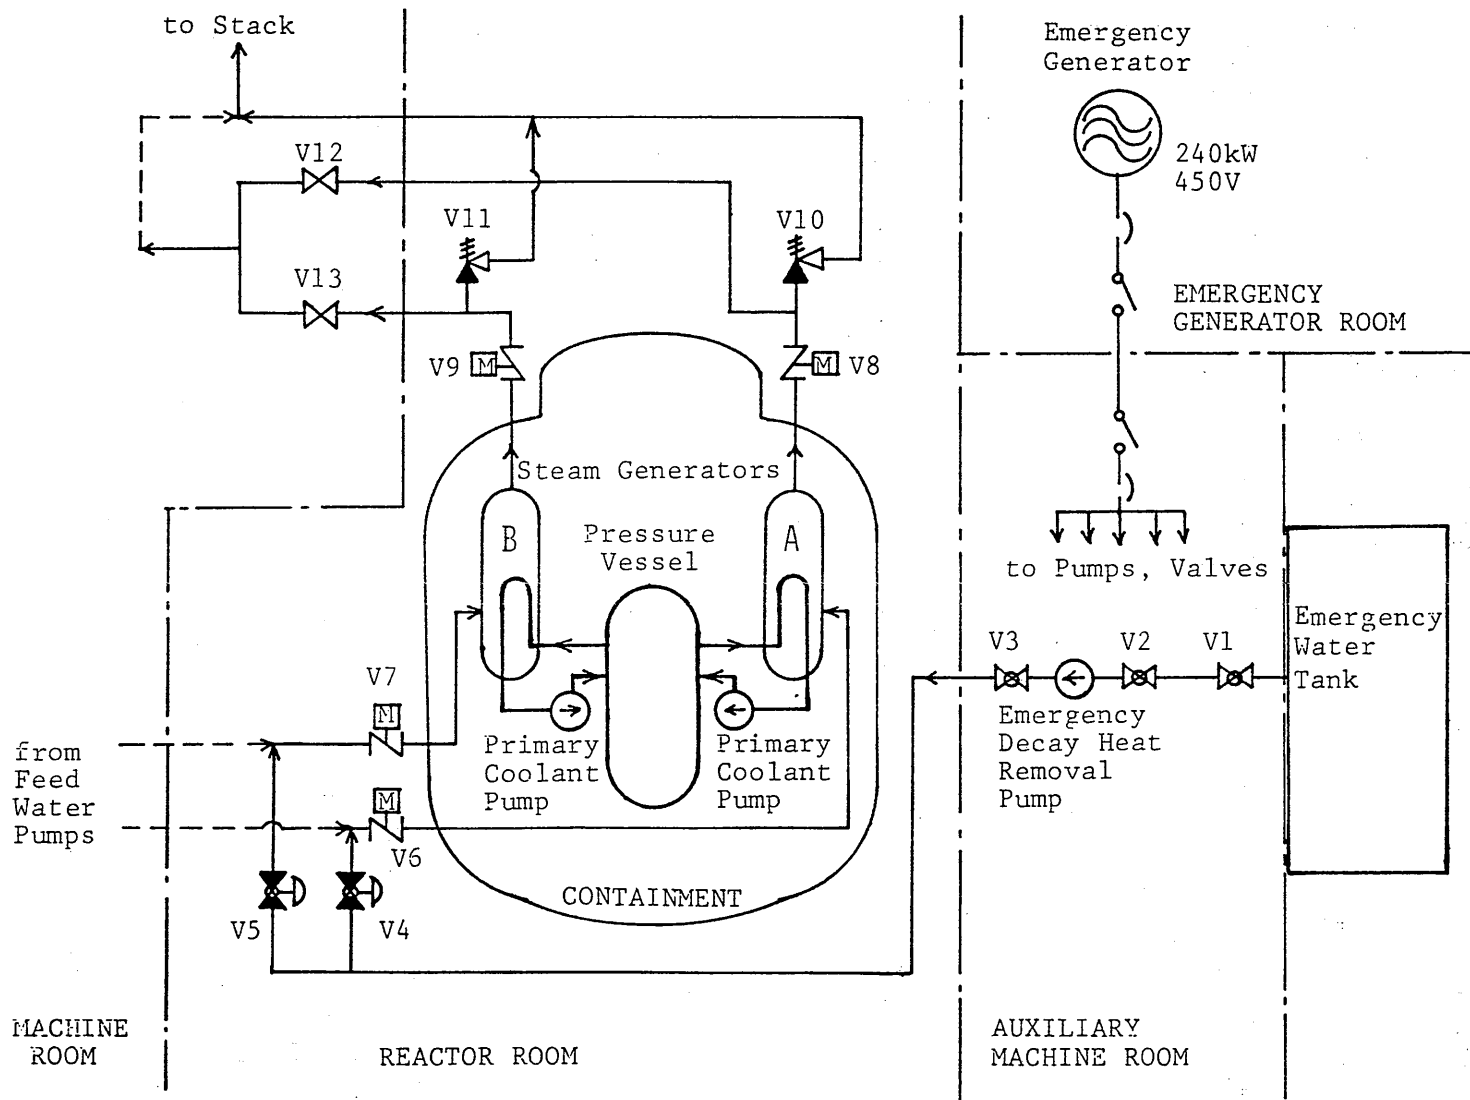 to Stack
Emergency
Generator
240kW
450V
V12
V11
V10
V13
EMERGENCY
GENERATOR ROOM
V9
M
M
V8
Steam Generators
B
A
Pressure
Vessel
to Pumps, Valves
Emergency
Water
Tank
V3
V2
V1
V7
M
Emergency
Decay Heat
Removal
Pump
Primary
Coolant
Pump
Primary
Coolant
Pump
from
Feed
Water
Pumps
M
V6
CONTAINMENT
V5
V4
MACHINE
ROOM
REACTOR ROOM
AUXILIARY
MACHINE ROOM